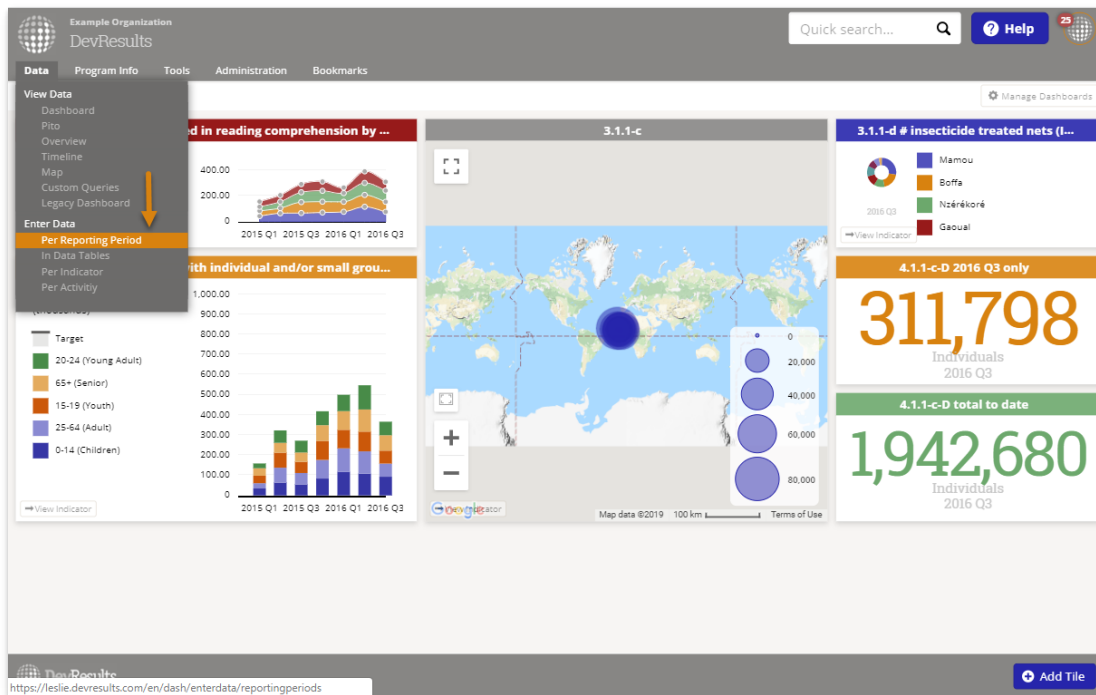 Example Organization
DevResults
Quick search...
Help
25
Data Program Info Tools Administration Bookmarks
Manage Dashboards
View Data
Dashboard
Pito
Overview
Timeline
Map
Custom Queries
Legacy Dashboard
Enter Data
Per Reporting Period
In Data Tables
Per Indicator
Per Activitiy
ed in reading comprehension by ...
400.00
200.00
0
2015 Q1 2015 Q3 2016 Q1 2016 Q3
with individual and/or small grou...
Target
20-24 (Young Adult)
65+ (Senior)
15-19 (Youth)
25-64 (Adult)
0-14 (Children)
1,000.00
900.00
800.00
700.00
600.00
500.00
400.00
300.00
200.00
100.00
0
2015 Q1 2015 Q3 2016 Q1 2016 Q3
View Indicator
3.1.1-c
0
20,000
40,000
60,000
80,000
Map data ©2019 100 km Terms of Use
3.1.1-d # insecticide treated nets (I...
Mamou
Boffa
Nzérékoré
Gaoual
2016 Q3
View Indicator
4.1.1-c-D 2016 Q3 only
311,798
Individuals
2016 Q3
4.1.1-c-D total to date
1,942,680
Individuals
2016 Q3
DevResults
https://leslie.devresults.com/en/dash/enterdata/reportingperiods
Add Tile